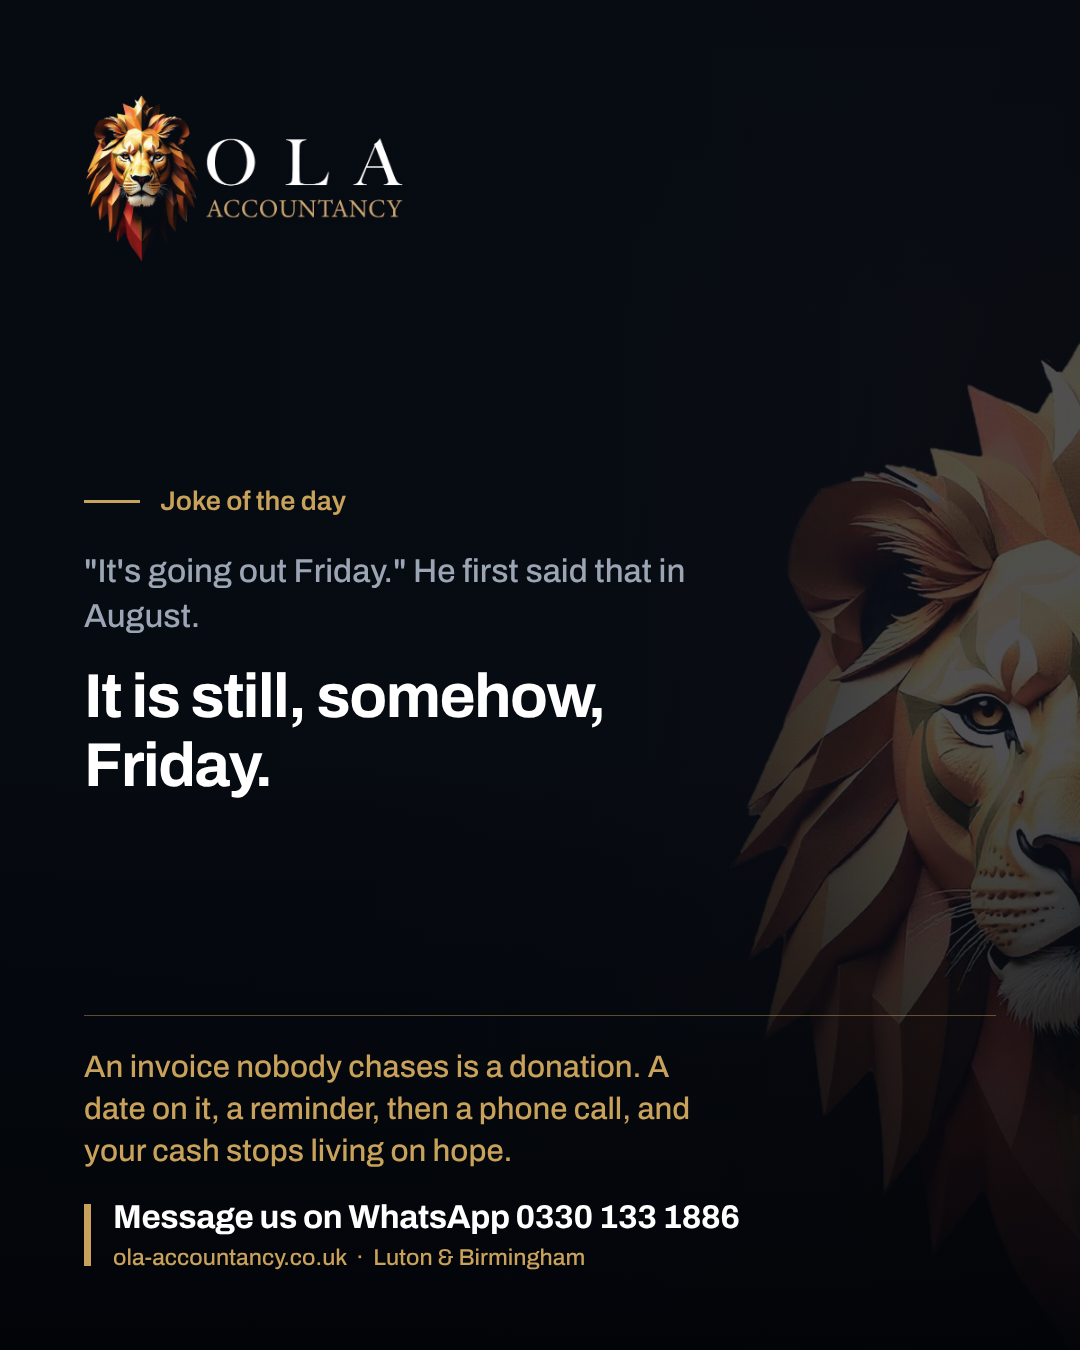 OLA
ACCOUNTANCY
Joke of the day
"It's going out Friday." He first said that in
August.
It is still, somehow,
Friday.
An invoice nobody chases is a donation. A
date on it, a reminder, then a phone call, and
your cash stops living on hope.
Message us on WhatsApp 0330 133 1886
ola-accountancy.co.uk · Luton & Birmingham